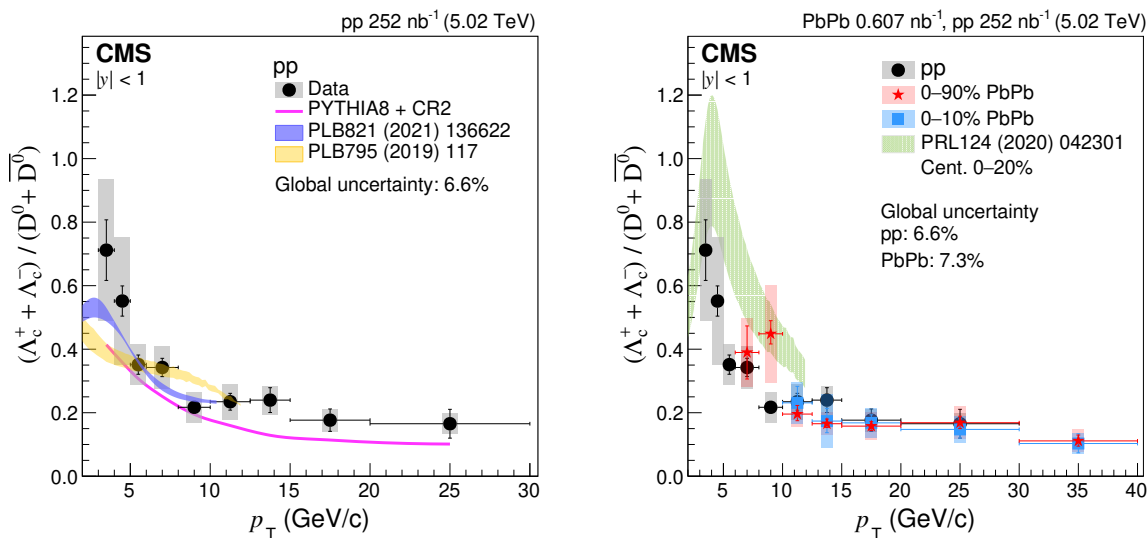 pp 252 nb⁻¹ (5.02 TeV)
CMS
|y| < 1
pp
Data
PYTHIA8 + CR2
PLB821 (2021) 136622
PLB795 (2019) 117
Global uncertainty: 6.6%
(Λc⁺ + Λc⁻) / (D⁰ + D̅⁰)
1.2
1.0
0.8
0.6
0.4
0.2
0.0
5 10 15 20 25 30
pT (GeV/c)
PbPb 0.607 nb⁻¹, pp 252 nb⁻¹ (5.02 TeV)
CMS
|y| < 1
pp
0–90% PbPb
0–10% PbPb
PRL124 (2020) 042301
Cent. 0–20%
Global uncertainty
pp: 6.6%
PbPb: 7.3%
(Λc⁺ + Λc⁻) / (D⁰ + D̅⁰)
1.2
1.0
0.8
0.6
0.4
0.2
0.0
5 10 15 20 25 30 35 40
pT (GeV/c)